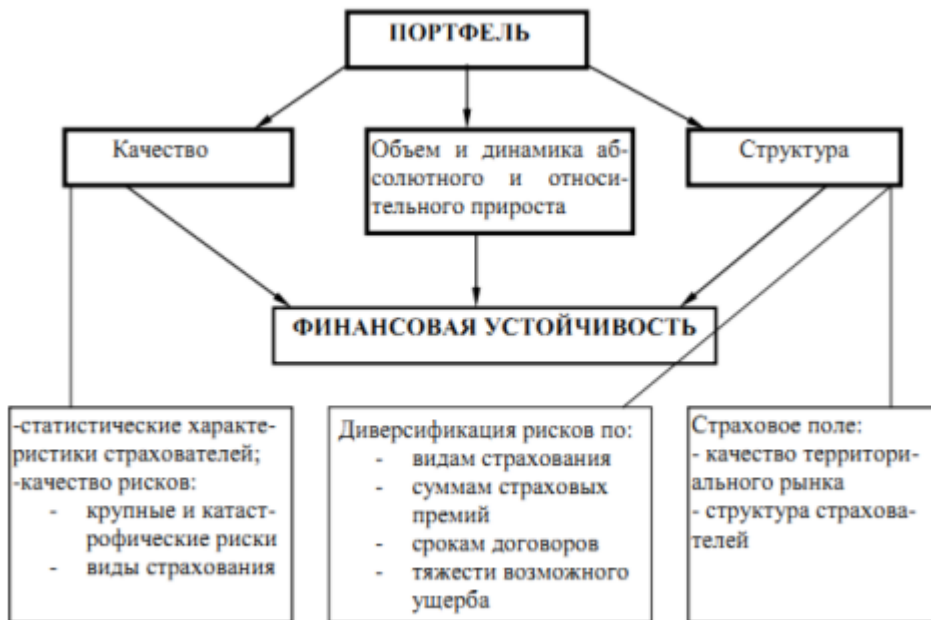 ПОРТФЕЛЬ
Качество
Объем и динамика аб-
солютного и относи-
тельного прироста
Структура
ФИНАНСОВАЯ УСТОЙЧИВОСТЬ
-статистические характе-
ристики страхователей;
-качество рисков:
- крупные и катаст-
рофические риски
- виды страхования
Диверсификация рисков по:
- видам страхования
- суммам страховых
премий
- срокам договоров
- тяжести возможного
ущерба
Страховое поле:
- качество территори-
ального рынка
- структура страхова-
телей